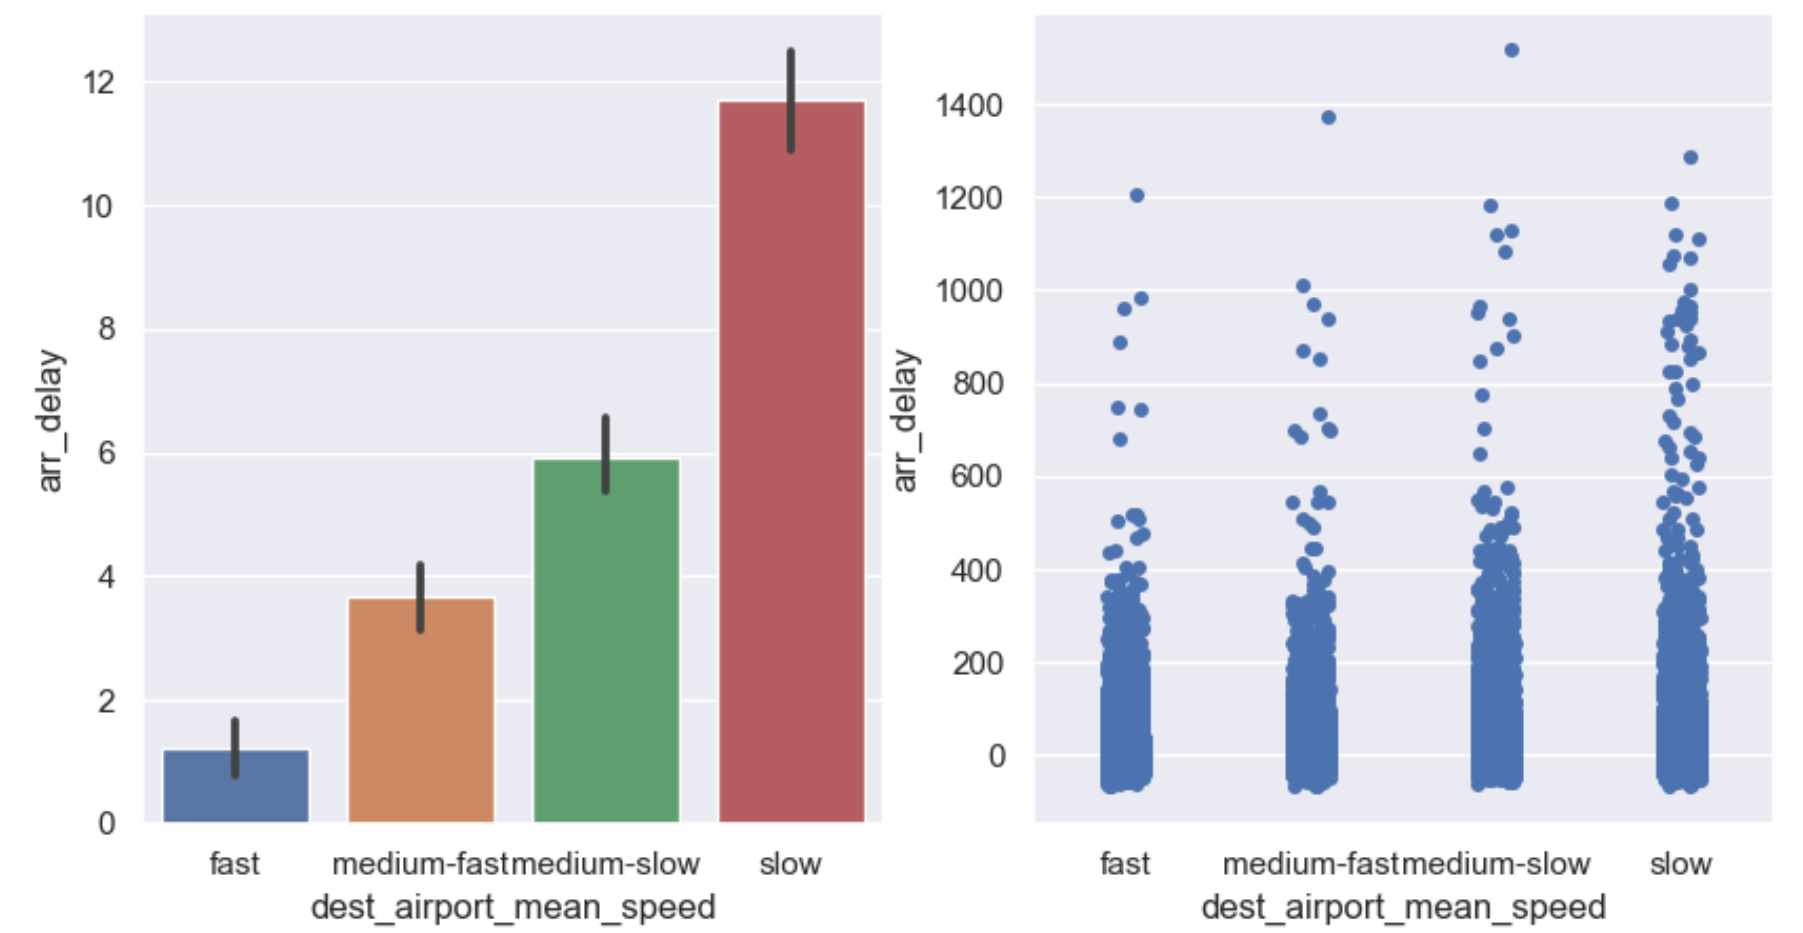 arr_delay
12
10
8
6
4
2
0
fast medium-fast medium-slow slow
dest_airport_mean_speed
arr_delay
1400
1200
1000
800
600
400
200
0
fast medium-fast medium-slow slow
dest_airport_mean_speed